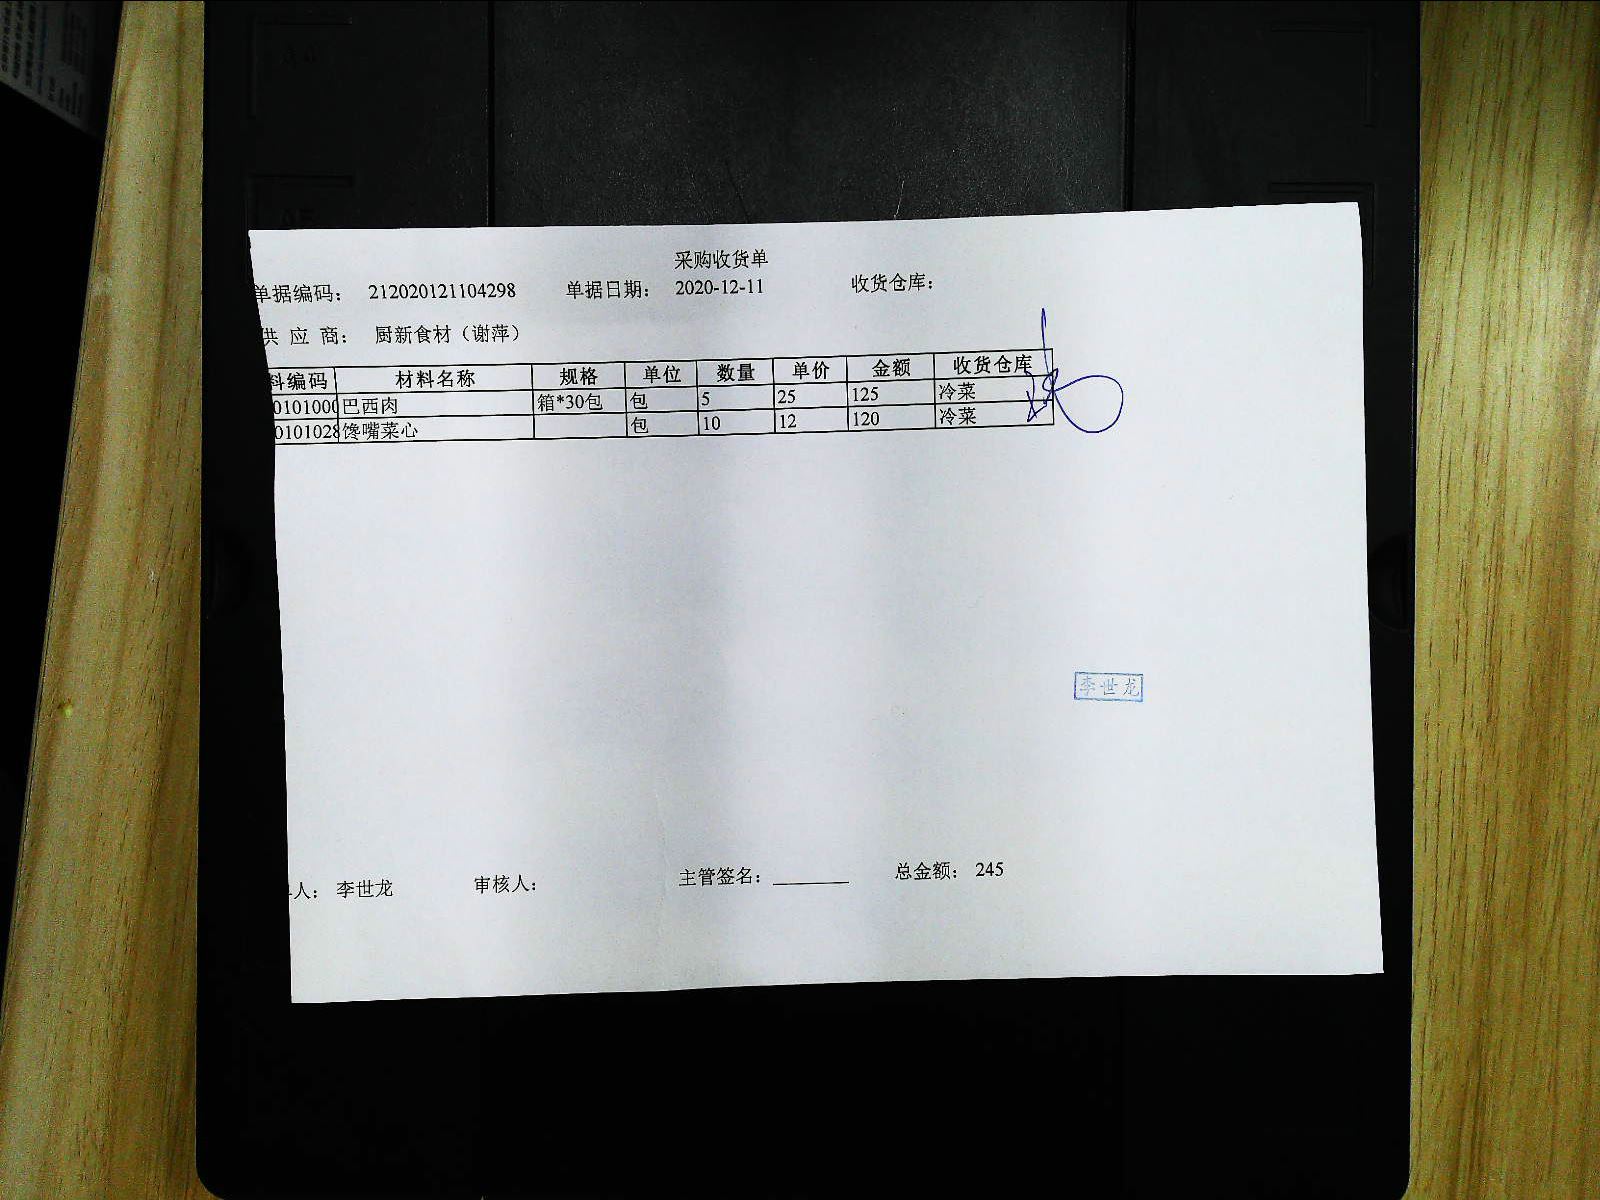 采购收货单
单据编码: 212020121104298 单据日期: 2020-12-11 收货仓库:
供 应 商: 厨新食材（谢萍）
料编码 材料名称 规格 单位 数量 单价 金额 收货仓库
0101000 巴西肉 箱*30包 包 5 25 125 冷菜
0101028 馋嘴菜心 包 10 12 120 冷菜
李世龙
人: 李世龙 审核人: 主管签名: ________ 总金额: 245